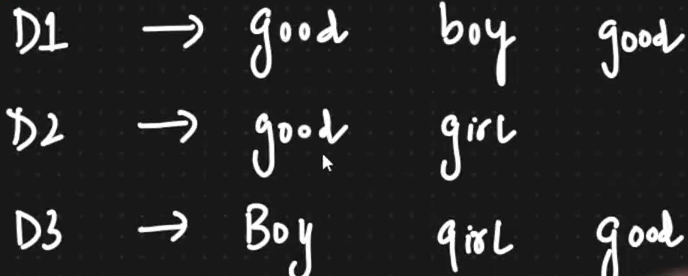 D1 → good boy good
D2 → good girl
D3 → Boy girl good